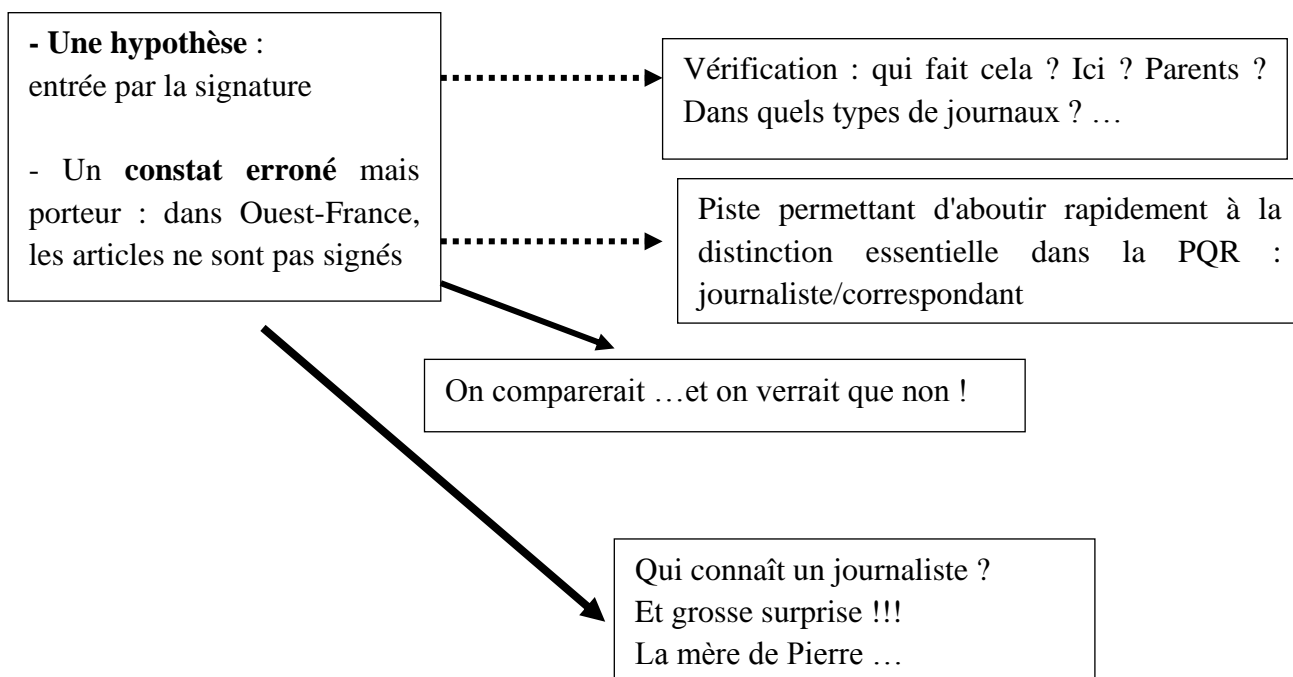 - Une hypothèse :
entrée par la signature
- Un constat erroné mais
porteur : dans Ouest-France,
les articles ne sont pas signés
Vérification : qui fait cela ? Ici ? Parents ?
Dans quels types de journaux ? …
Piste permettant d'aboutir rapidement à la
distinction essentielle dans la PQR :
journaliste/correspondant
On comparerait …et on verrait que non !
Qui connaît un journaliste ?
Et grosse surprise !!!
La mère de Pierre …